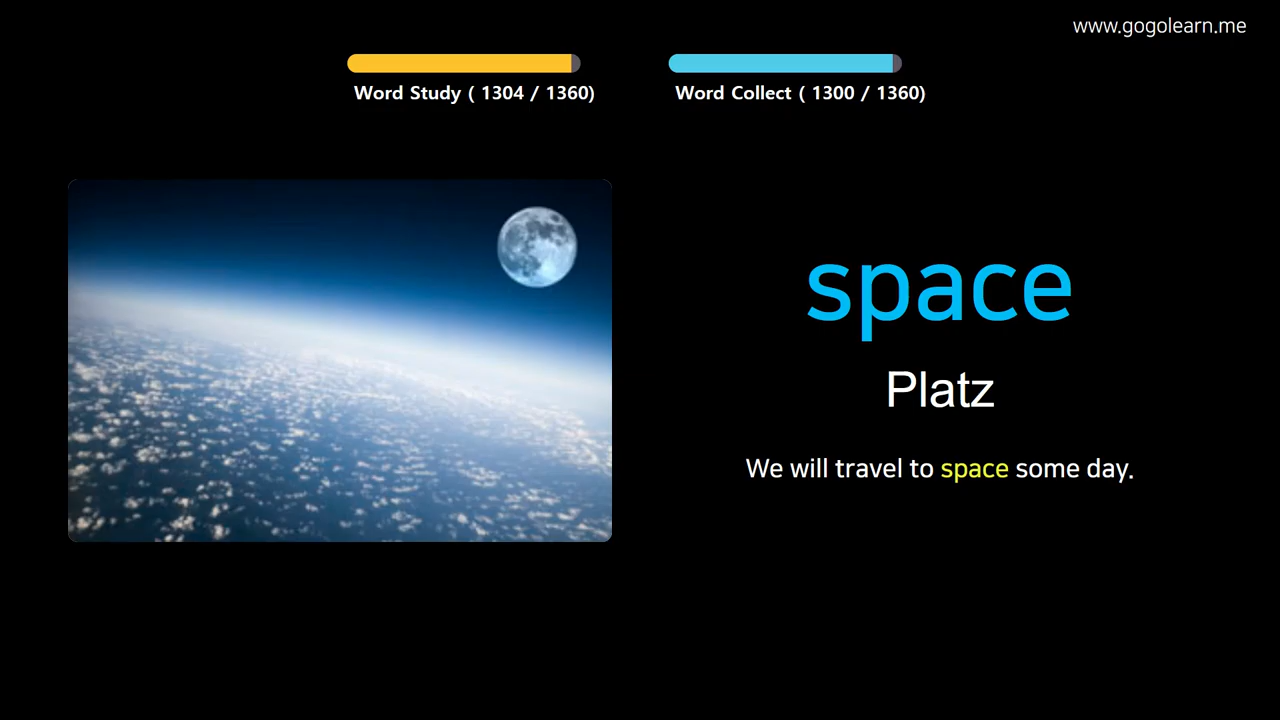 www.gogolearn.me
Word Study ( 1304 / 1360)
Word Collect ( 1300 / 1360)
space
Platz
We will travel to space some day.